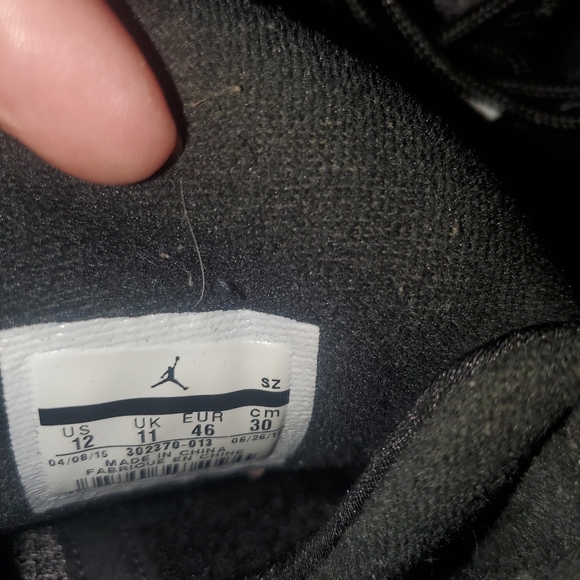 SZ
US UK EUR cm
12 11 46 30
04/08/15 302370-013 06/26/1
MADE IN CHINA
FABRIQUE EN CHINE